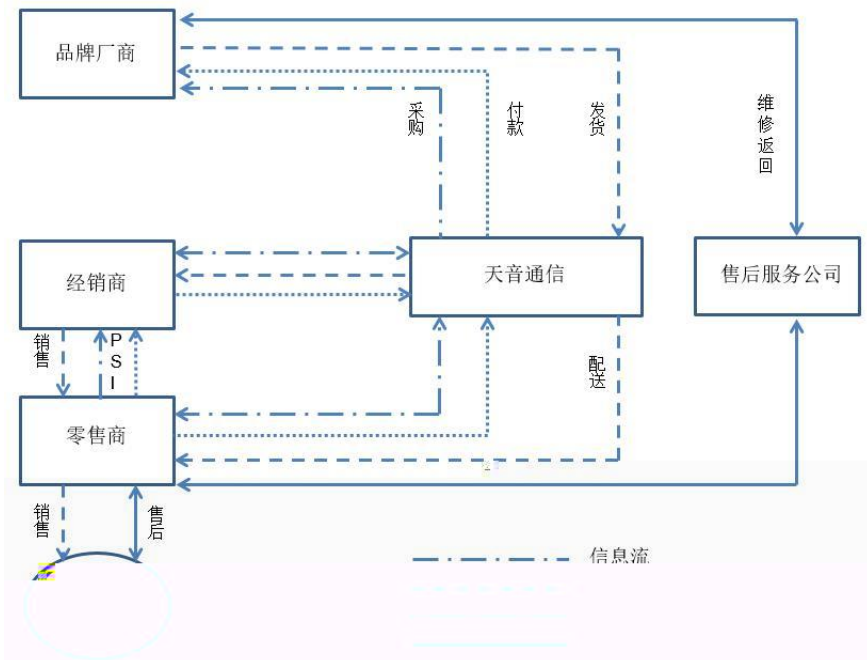 品牌厂商
采购
付款
发货
维修返回
经销商
天音通信
售后服务公司
销售
PSI
配送
零售商
销售
售后
信息流